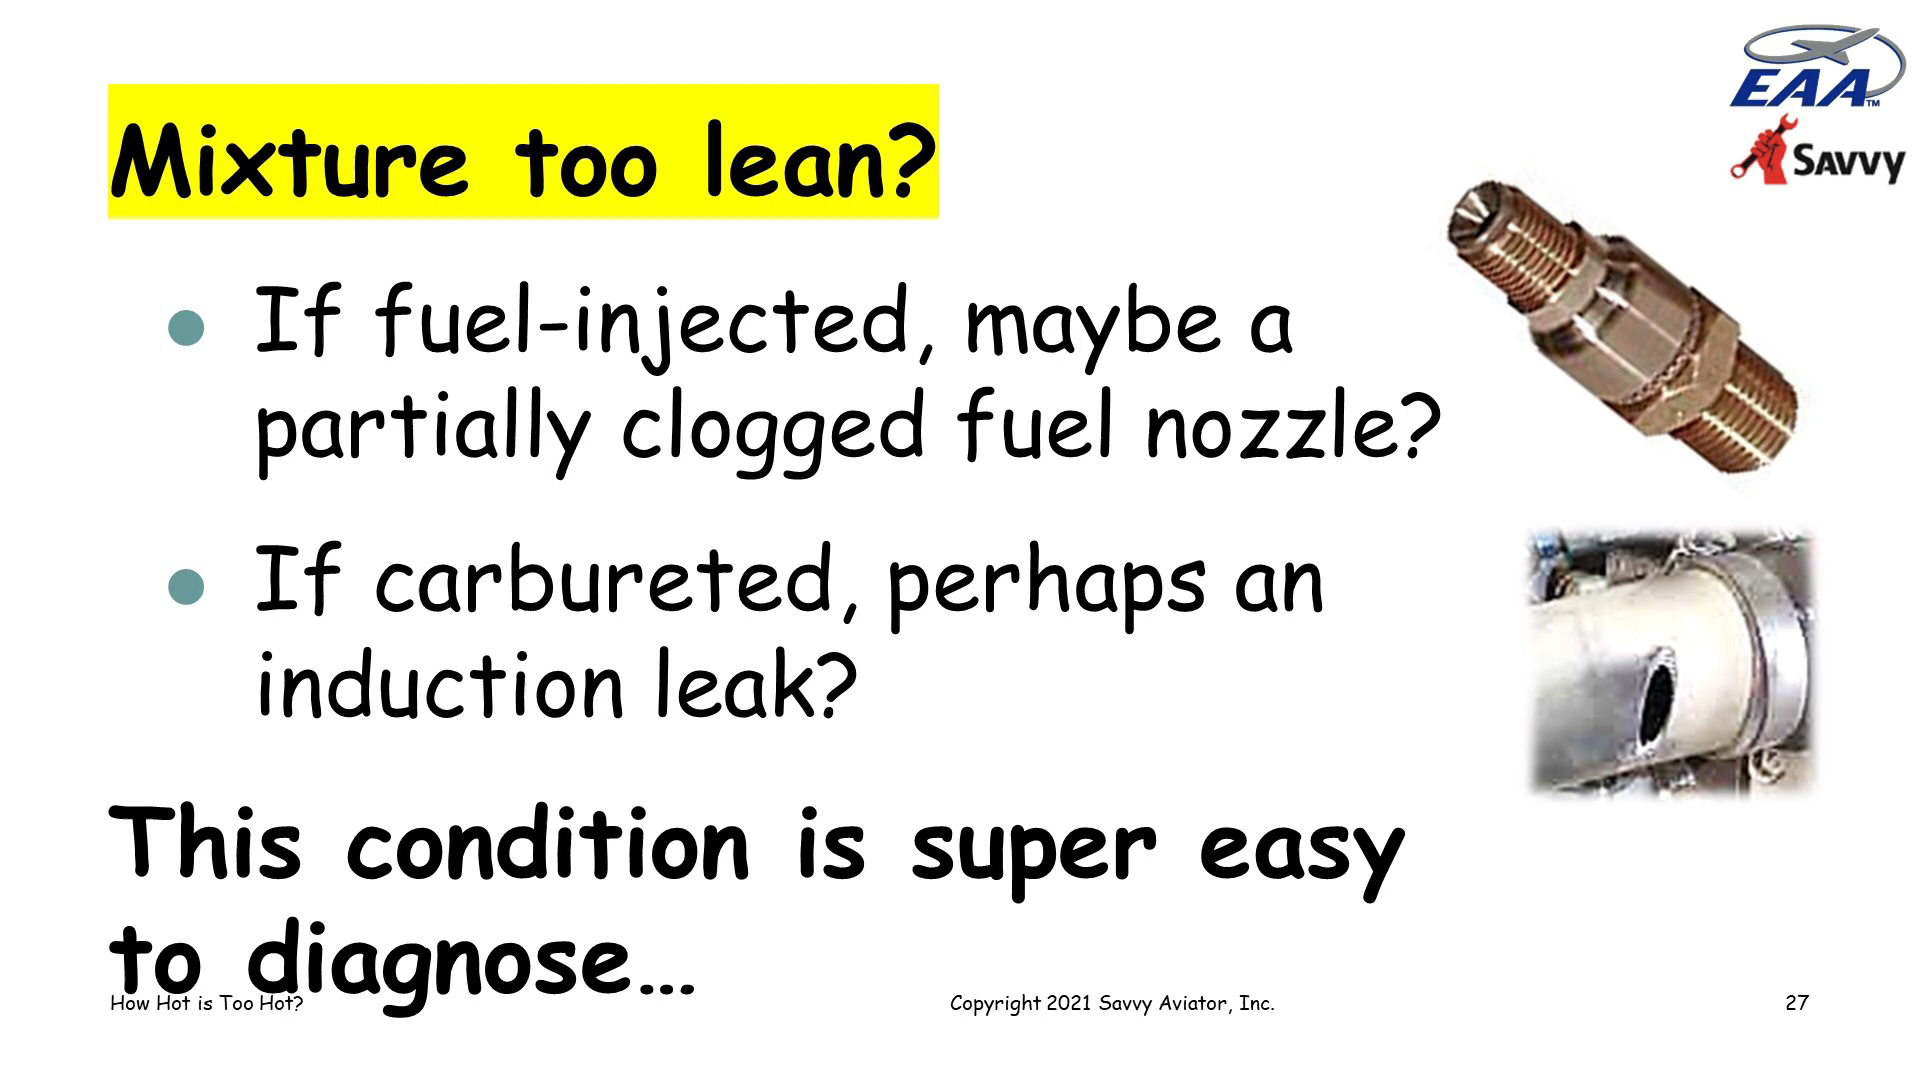 EAA™
SAVVY
Mixture too lean?
If fuel-injected, maybe a
partially clogged fuel nozzle?
If carbureted, perhaps an
induction leak?
This condition is super easy
to diagnose…
How Hot is Too Hot?
Copyright 2021 Savvy Aviator, Inc.
27